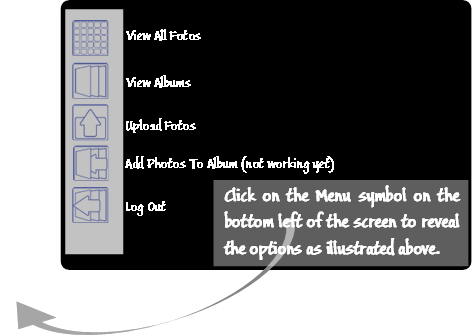 View All Fotos
View Albums
Upload Fotos
Add Photos To Album (not working yet)
Log Out
Click on the Menu symbol on the
bottom left of the screen to reveal
the options as illustrated above.